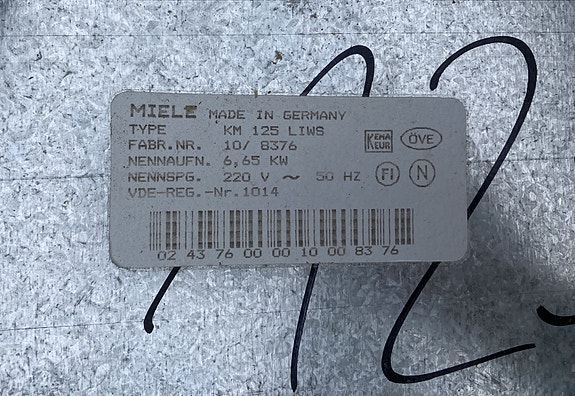 MIELE MADE IN GERMANY
TYPE KM 125 LIWS
FABR.NR. 10/ 8376
KEMA KEUR
ÖVE
NENNAUFN. 6,65 KW
NENNSPG. 220 V ~ 50 HZ
FI N
VDE-REG.-Nr.1014
02 43 76 00 00 10 00 83 76
12